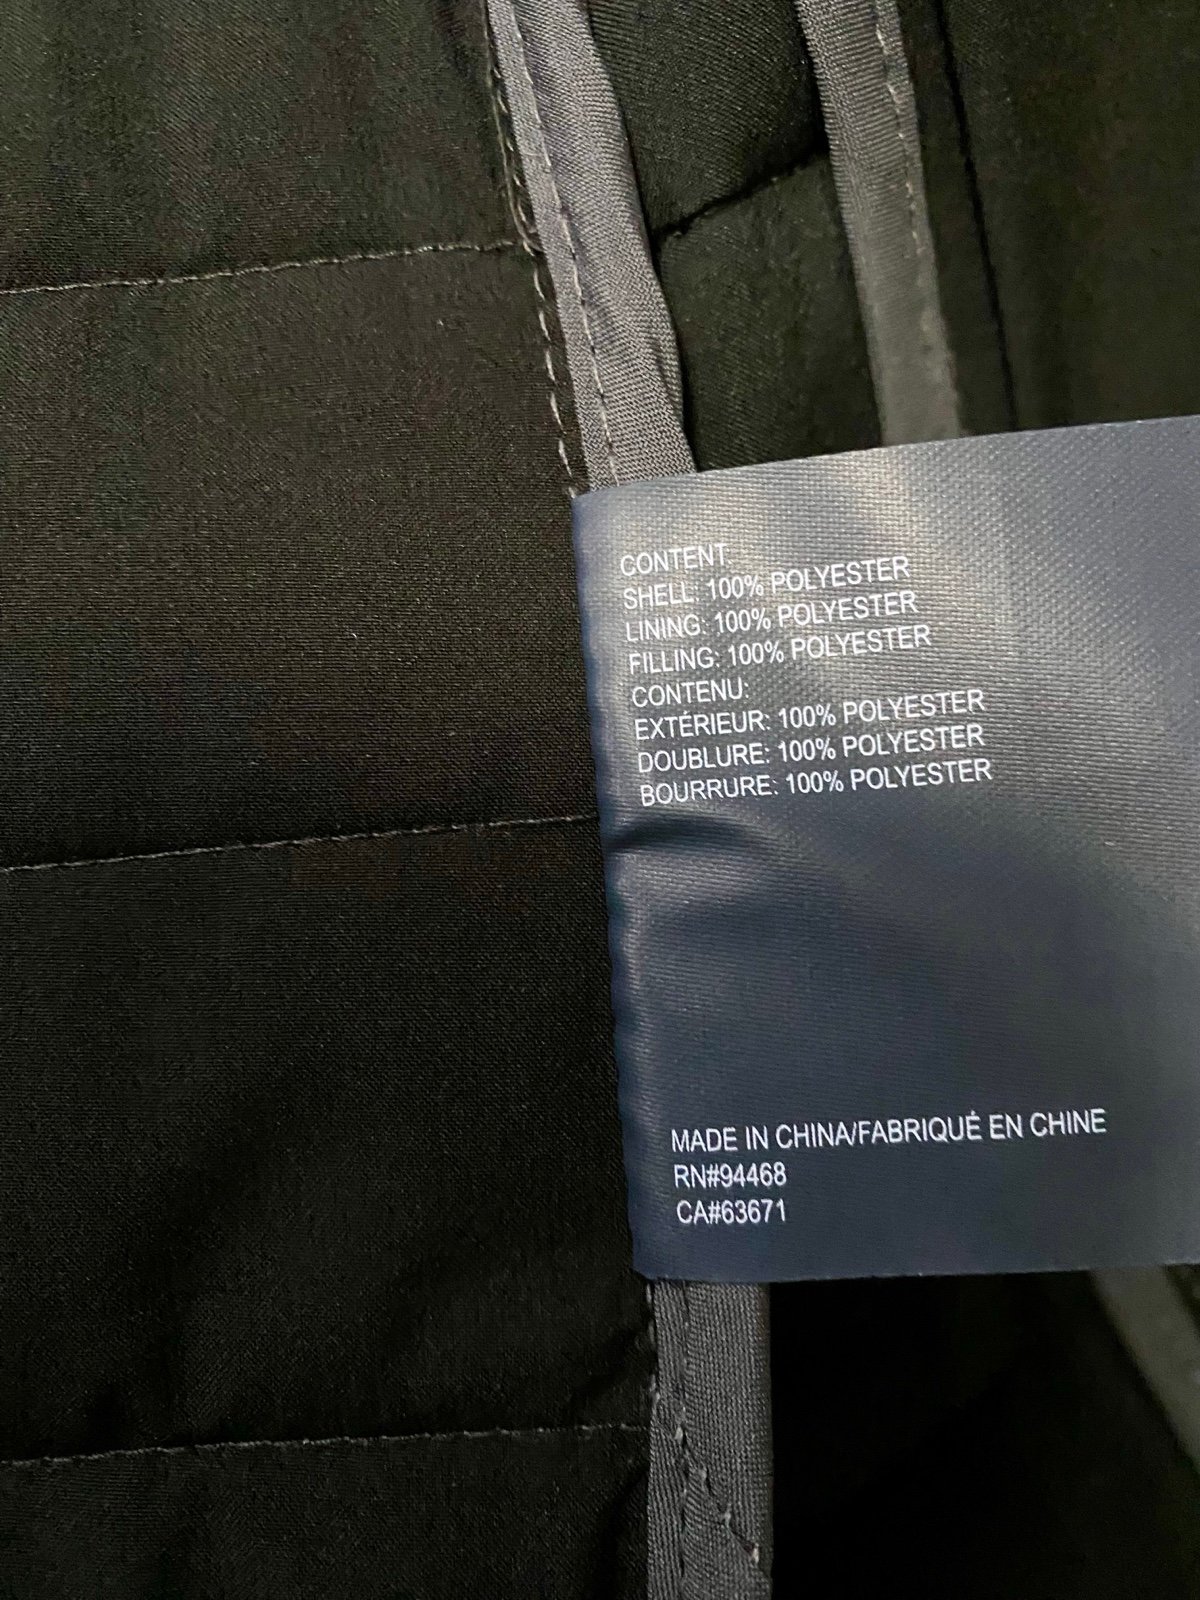 CONTENT:
SHELL: 100% POLYESTER
LINING: 100% POLYESTER
FILLING: 100% POLYESTER
CONTENU:
EXTÉRIEUR: 100% POLYESTER
DOUBLURE: 100% POLYESTER
BOURRURE: 100% POLYESTER
MADE IN CHINA/FABRIQUÉ EN CHINE
RN#94468
CA#63671